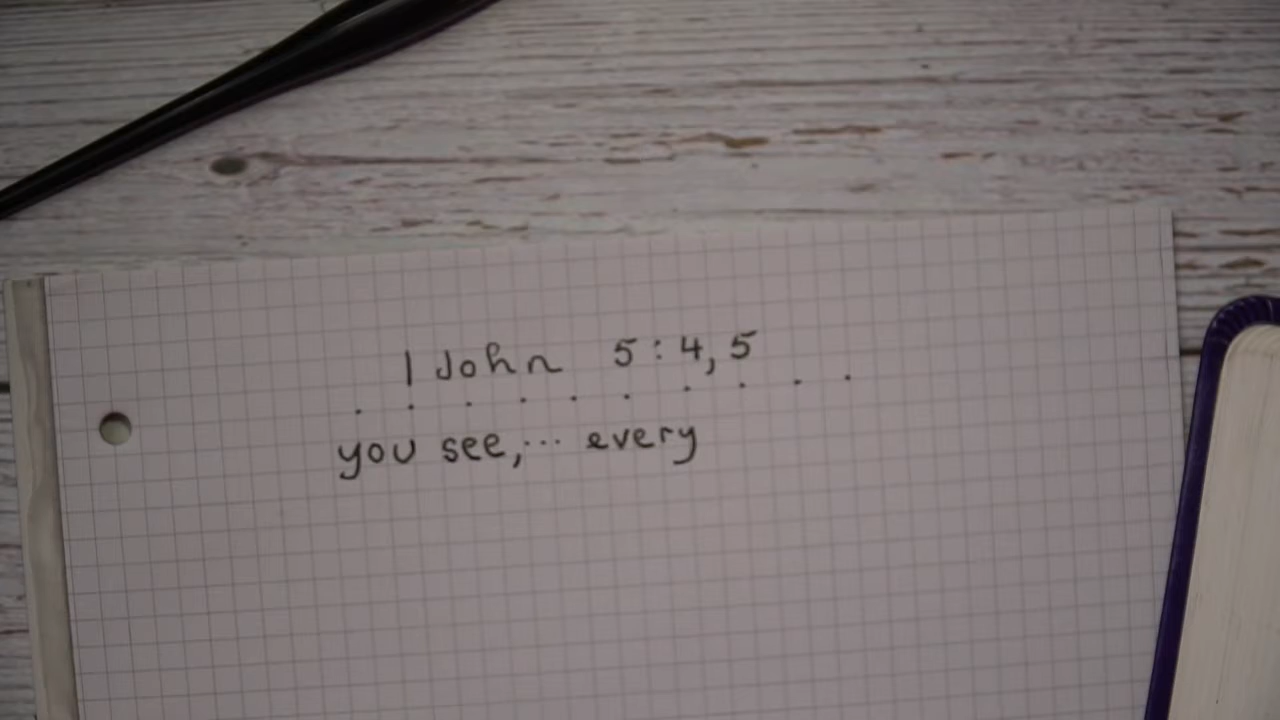 1 John 5:4,5
. . . . . . . . . .
you see,... every